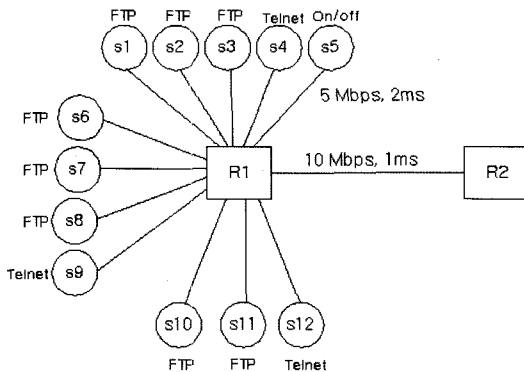 FTP FTP FTP Telnet On/off
s1 s2 s3 s4 s5
5 Mbps, 2ms
FTP s6
10 Mbps, 1ms
FTP s7 R1 R2
FTP s8
Telnet s9
s10 s11 s12
FTP FTP Telnet